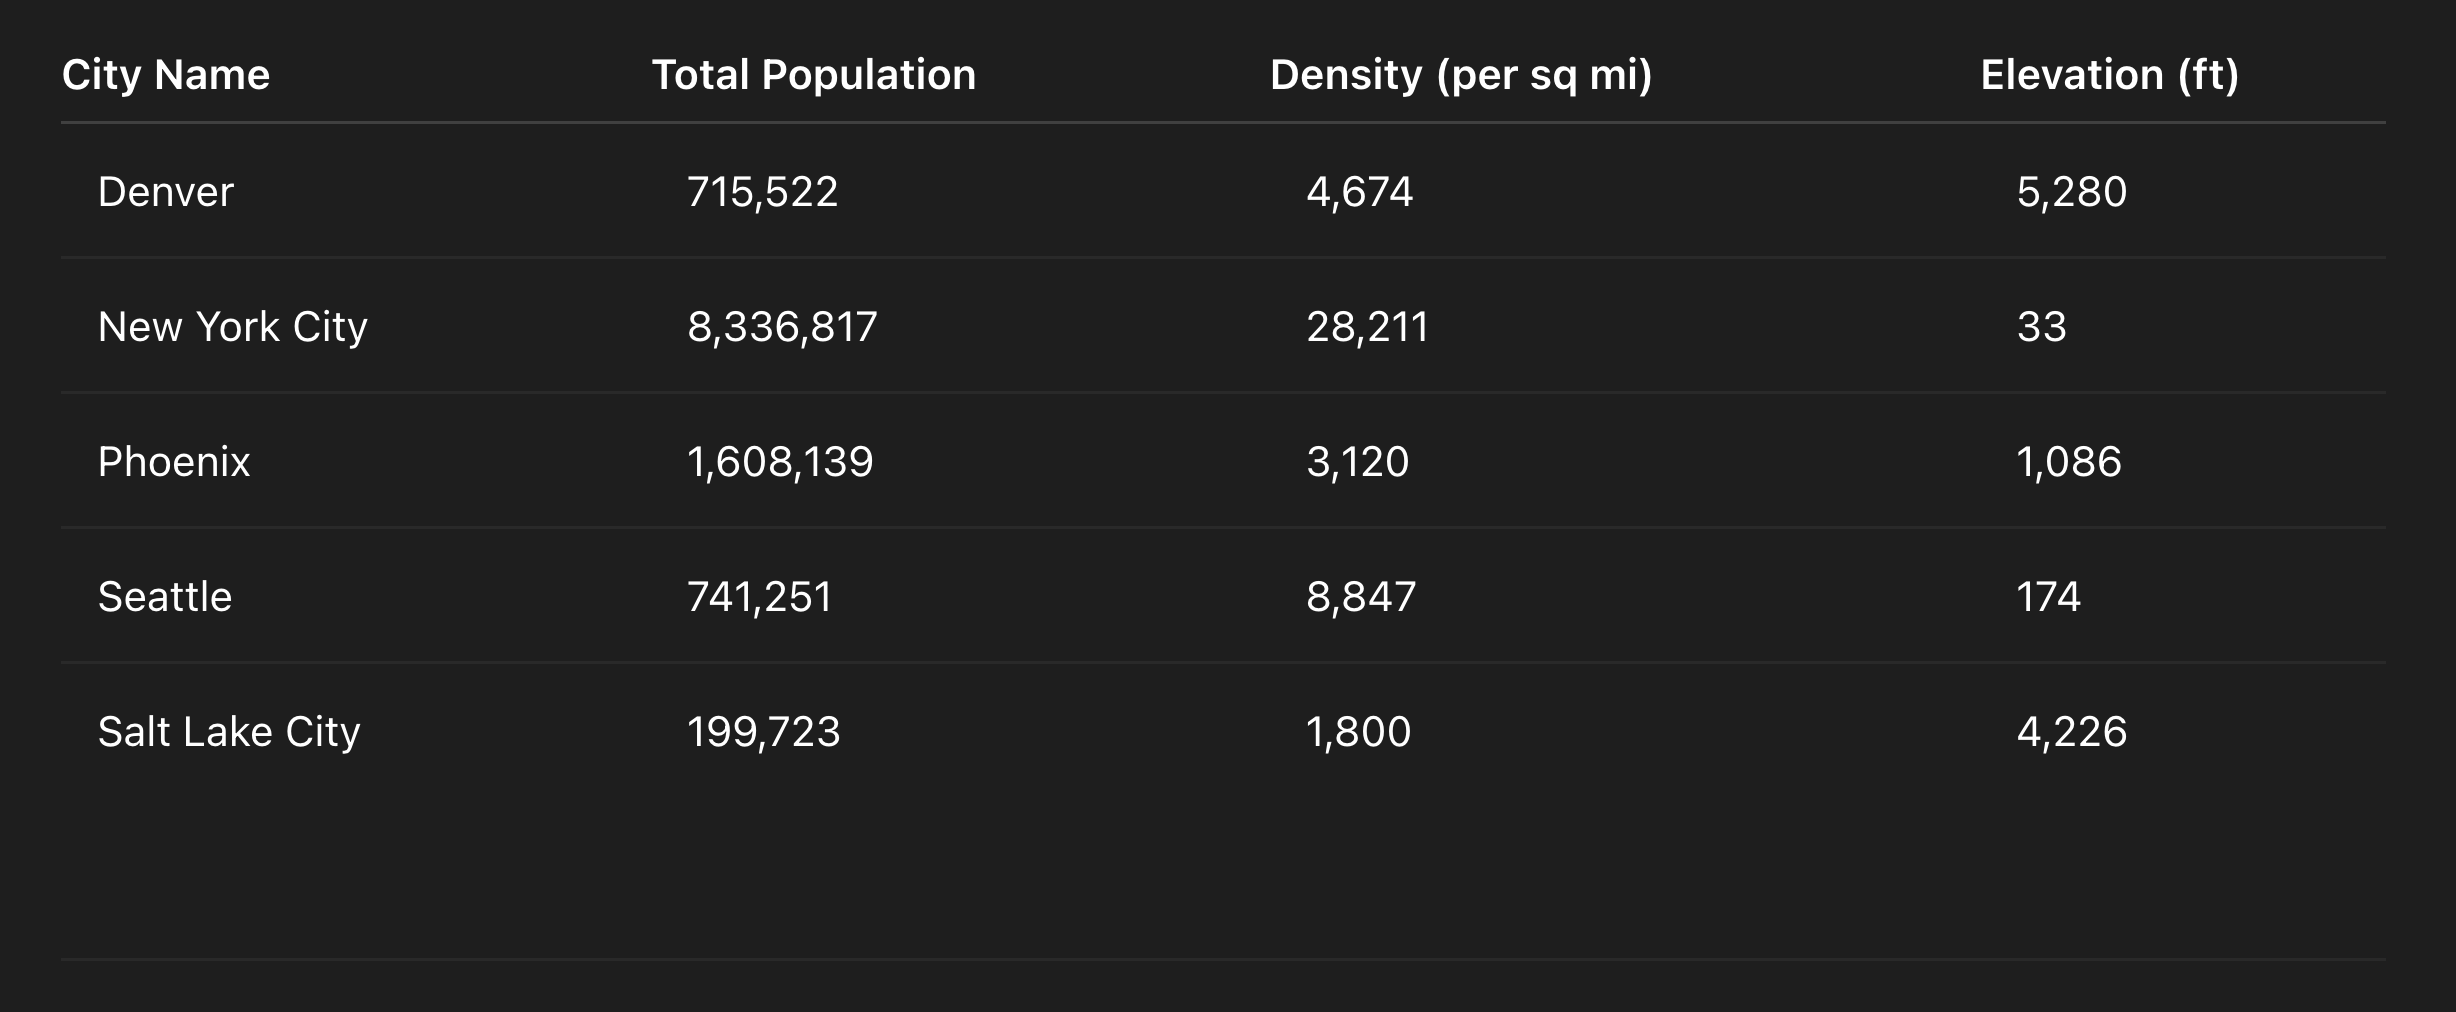 City Name Total Population Density (per sq mi) Elevation (ft)
Denver 715,522 4,674 5,280
New York City 8,336,817 28,211 33
Phoenix 1,608,139 3,120 1,086
Seattle 741,251 8,847 174
Salt Lake City 199,723 1,800 4,226